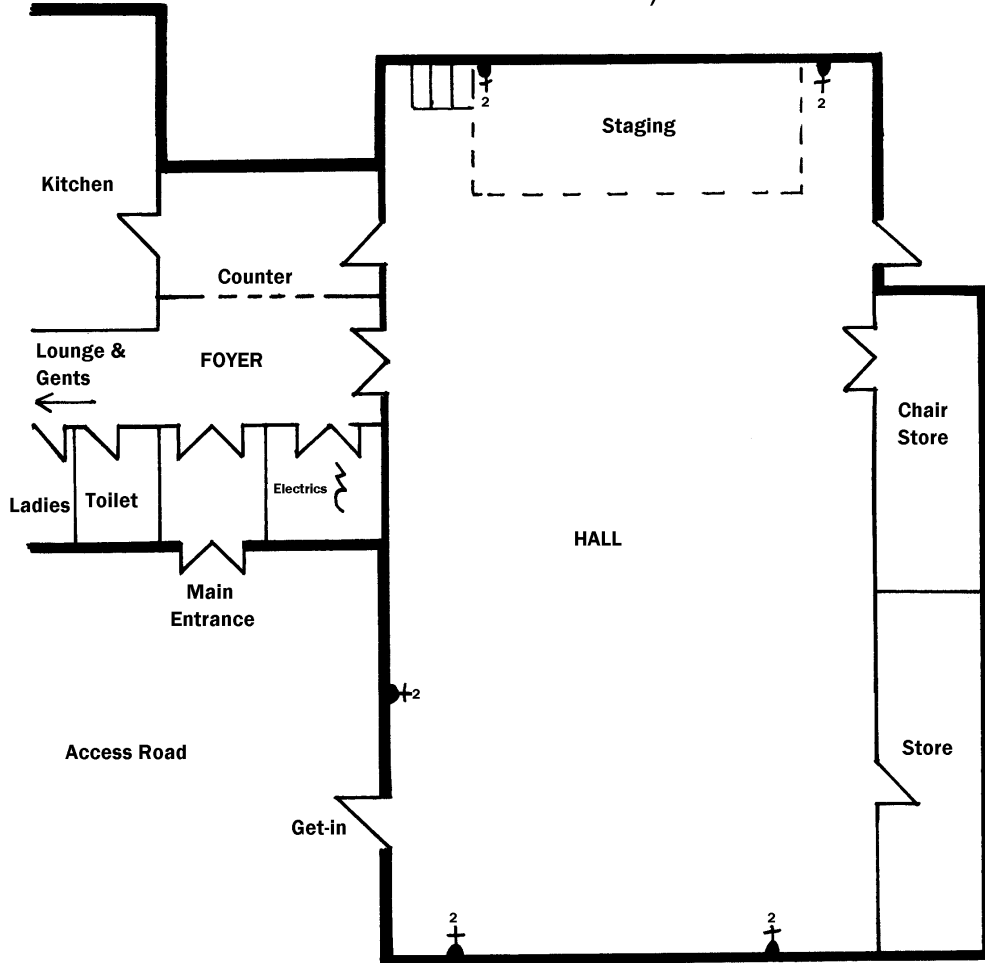 2
2
Staging
Kitchen
Counter
Lounge &
Gents
FOYER
Chair
Store
Ladies
Toilet
Electrics
HALL
Main
Entrance
2
Access Road
Store
Get-in
2
2